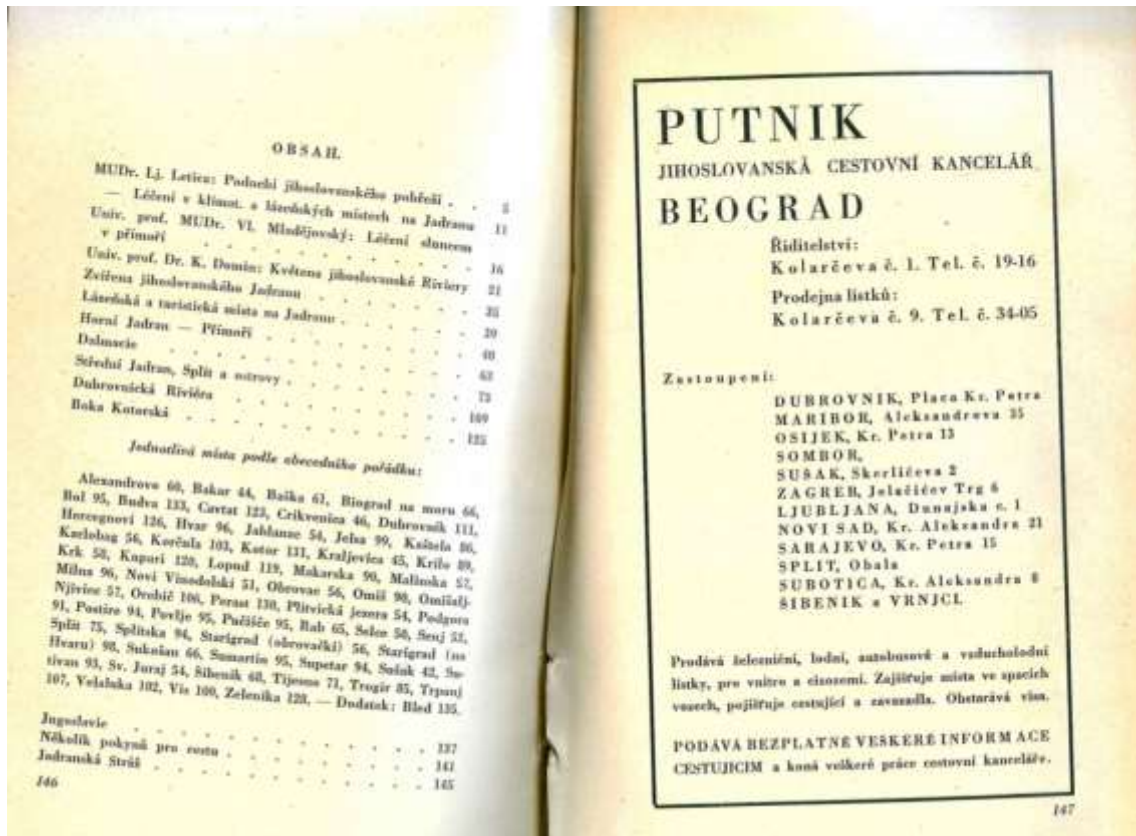 OBSAH.
MUDr. Lj. Letica: Podnebí jihoslovanského pobřeží . . 5
— Léčení v klimat. a lázeňských místech na Jadranu 11
Univ. prof. MUDr. Vl. Mladějovský: Léčení sluncem
v přímoří . . . . . . . . . 16
Univ. prof. Dr. K. Domin: Květena jihoslovanské Riviery 21
Zvířena jihoslovanského Jadranu . . . . . . 35
Lázeňská a turistická místa na Jadranu . . . . . 39
Horní Jadran — Přímoří . . . . . . . . 40
Dalmacie . . . . . . . . . . 63
Střední Jadran, Split a ostrovy . . . . . . . 73
Dubrovnická Riviéra . . . . . . . . . 109
Boka Kotorská . . . . . . . . . . 125
Jednotlivá místa podle abecedního pořádku:
Alexandrovo 60, Bakar 44, Baška 61, Biograd na moru 66,
Bol 95, Budva 133, Cavtat 123, Crikvenica 46, Dubrovník 111,
Hercegnovi 126, Hvar 96, Jablanac 54, Jelsa 99, Kaštela 86,
Karlobag 56, Korčula 103, Kotor 131, Kraljevica 45, Krilo 89,
Krk 58, Kupari 120, Lopud 119, Makarska 90, Malinska 57,
Milna 96, Novi Vinodolski 51, Obrovac 56, Omiš 90, Omišalj-
Njivice 57, Orebič 106, Perast 130, Plitvická jezera 54, Podgora
91, Postire 94, Povlje 95, Pučišće 95, Rab 65, Selce 50, Senj 52,
Split 75, Splitska 94, Starigrad (obrovački) 56, Starigrad (na
Hvaru) 98, Sukošan 66, Sumartin 95, Supetar 94, Sušak 42, Su-
tivan 93, Sv. Juraj 54, Šibenik 68, Tijesno 71, Trogir 85, Trpanj
107, Velaluka 102, Vis 100, Zelenika 128, — Dodatek: Bled 135.
Jugoslavie . . . . . . . . . . 137
Několik pokynů pro cestu . . . . . . . . 141
Jadranská Stráž . . . . . . . . . . 145
146
PUTNIK
JIHOSLOVANSKÁ CESTOVNÍ KANCELÁŘ
BEOGRAD
Řiditelství:
Kolarčeva č. 1. Tel. č. 19-16
Prodejna lístků:
Kolarčeva č. 9. Tel. č. 34-05
Zastoupení:
DUBROVNIK, Placa Kr. Petra
MARIBOR, Aleksandrova 35
OSIJEK, Kr. Petra 13
SOMBOR,
SUŠAK, Skerlićeva 2
ZAGREB, Jelačićev Trg 6
LJUBLJANA, Dunajska c. 1
NOVI SAD, Kr. Aleksandra 21
SARAJEVO, Kr. Petra 15
SPLIT, Obala
SUBOTICA, Kr. Aleksandra 8
ŠIBENIK a VRNJCI.
Prodává železniční, lodní, autobusové a vzducholodní
lístky, pro vnitro a cizozemí. Zajišťuje místa ve spacích
vozech, pojišťuje cestující a zavazadla. Obstarává visa.
PODÁVÁ BEZPLATNĚ VEŠKERÉ INFORMACE
CESTUJÍCÍM a koná veškeré práce cestovní kanceláře.
147